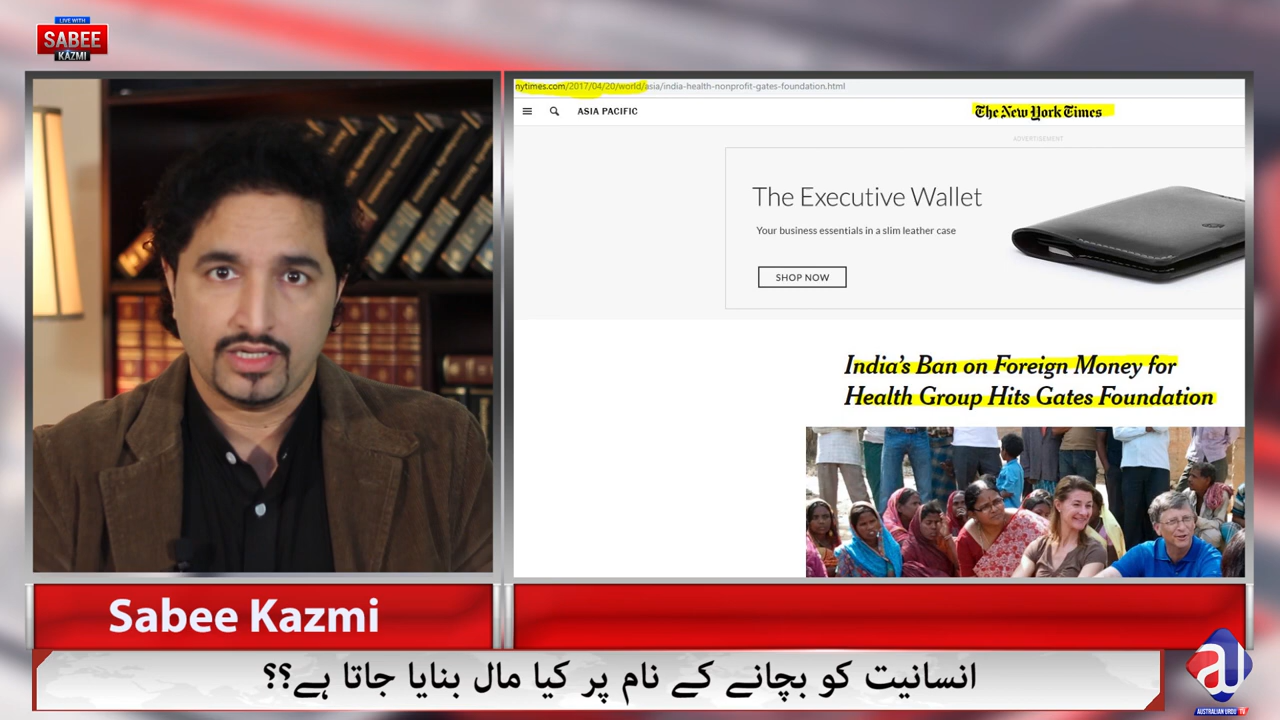 LIVE WITH
SABEE
KAZMI
nytimes.com/2017/04/20/world/asia/india-health-nonprofit-gates-foundation.html
ASIA PACIFIC
The New York Times
ADVERTISEMENT
The Executive Wallet
Your business essentials in a slim leather case
SHOP NOW
India's Ban on Foreign Money for
Health Group Hits Gates Foundation
Sabee Kazmi
انسانیت کو بچانے کے نام پر کیا مال بنایا جاتا ہے؟؟
AUSTRALIAN URDU TV